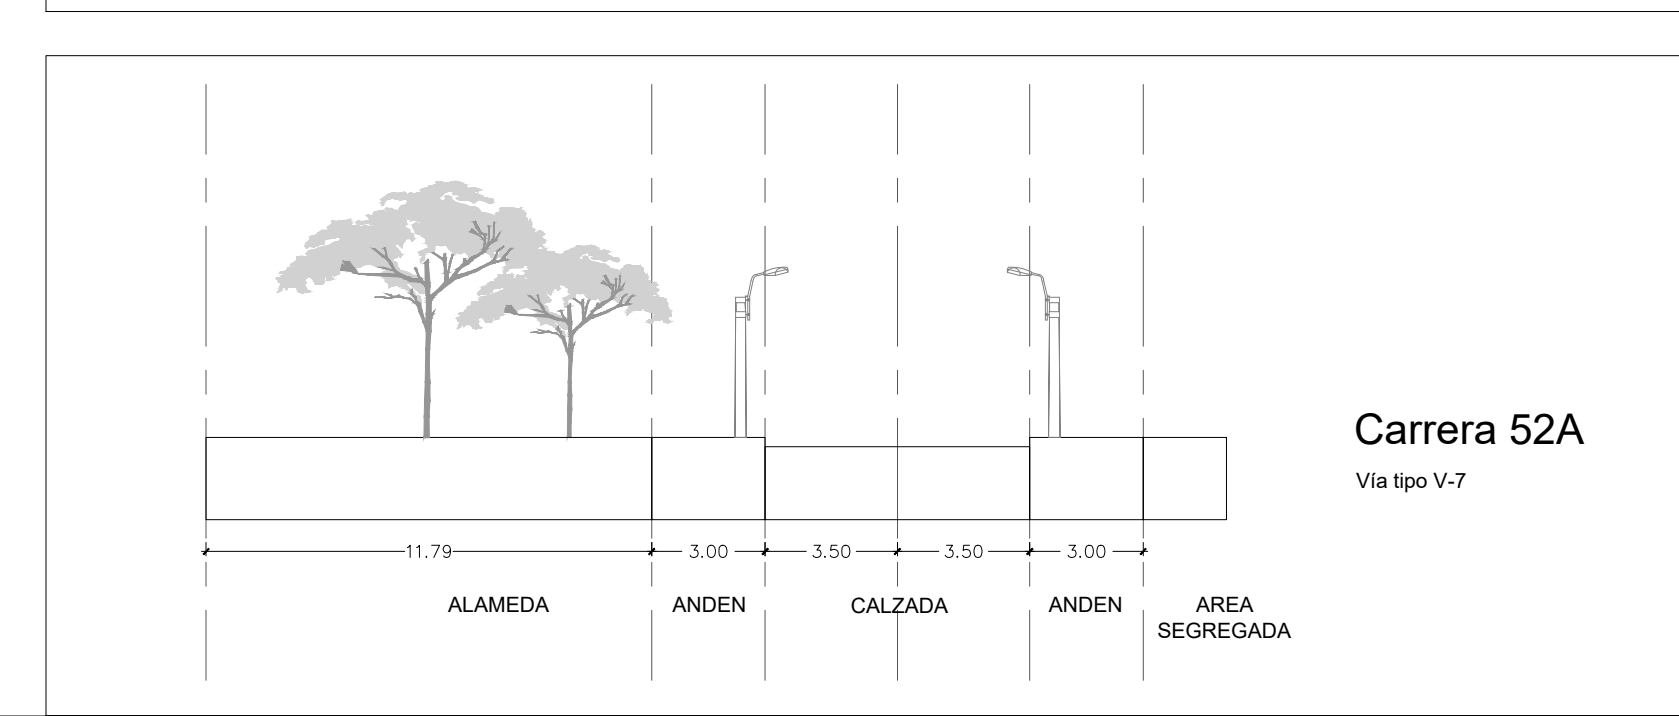 Carrera 52A
Vía tipo V-7
11.79 3.00 3.50 3.50 3.00
ALAMEDA ANDEN CALZADA ANDEN AREA
SEGREGADA